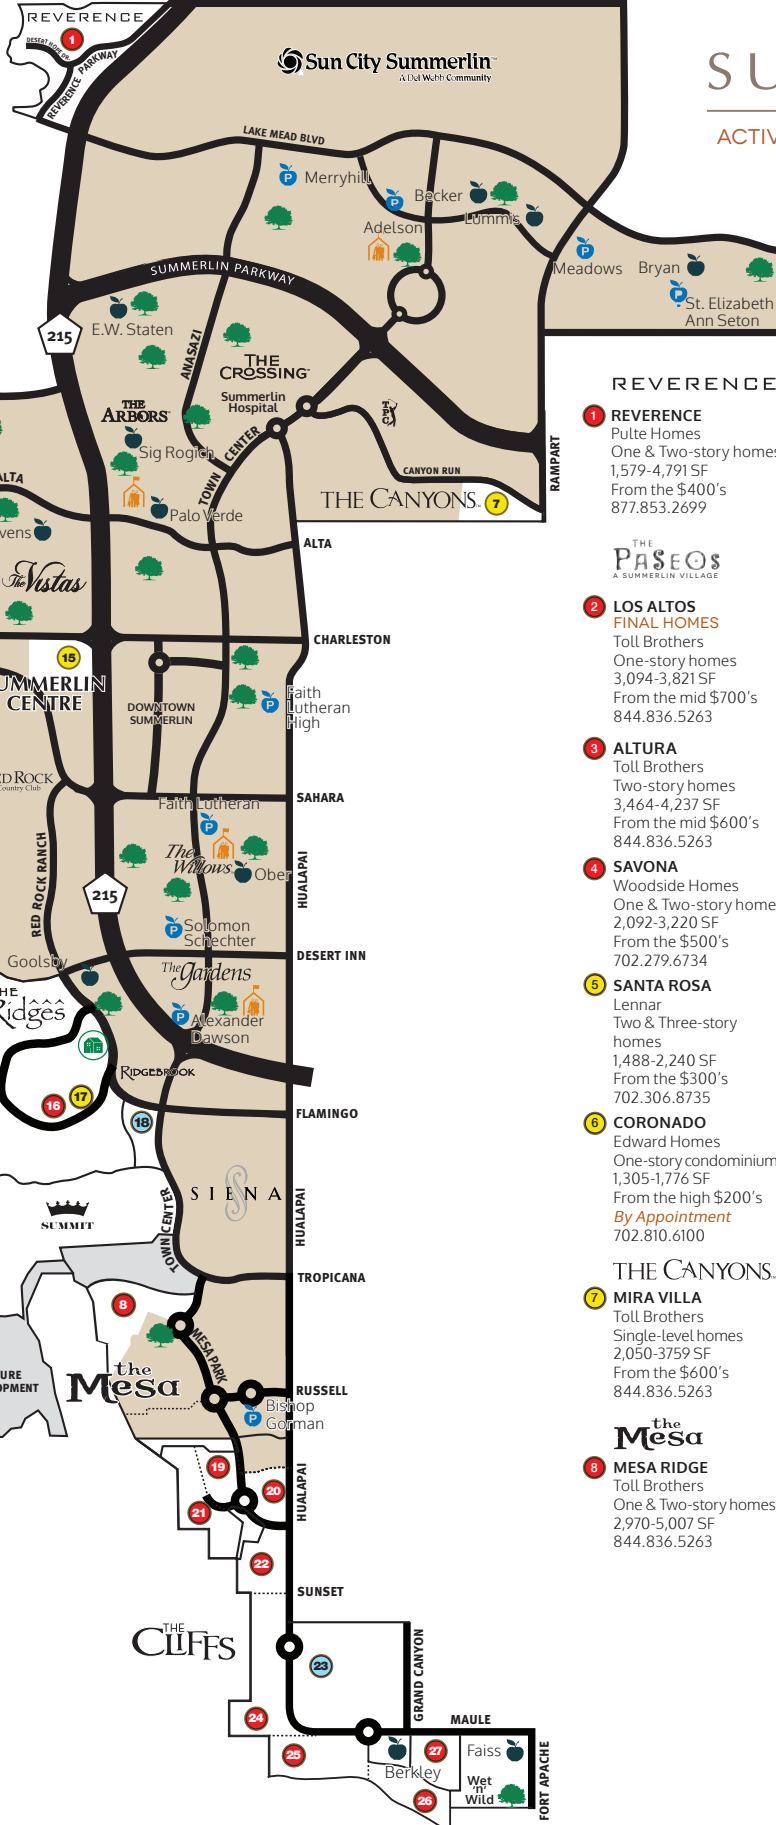 REVERENCE
1
DESERT HOPE DR.
REVERENCE PARKWAY
Sun City Summerlin
A Del Webb Community
SU
ACTIV
LAKE MEAD BLVD
P Merryhill
P
Becker
Lummis
Adelson
P
Meadows
Bryan
P
St. Elizabeth
Ann Seton
SUMMERLIN PARKWAY
215
E.W. Staten
ANASAZI
THE
CROSSING
Summerlin
Hospital
THE
ARBORS
Sig Rogich
TOWN CENTER
TPC
CANYON RUN
RAMPART
THE CANYONS
7
ALTA
Palo Verde
vens
ALTA
The Vistas
CHARLESTON
15
UMMERLIN
CENTRE
DOWNTOWN
SUMMERLIN
P
Faith
Lutheran
High
ED ROCK
Country Club
SAHARA
Faith Lutheran
P
RED ROCK RANCH
The
Willows
Ober
HUALAPAI
215
P
Solomon
Schechter
DESERT INN
Goolsby
The Gardens
HE
Ridges
P
Alexander
Dawson
RIDGEBROOK
16
17
18
FLAMINGO
SIENA
SUMMIT
TOWN CENTER
HUALAPAI
TROPICANA
8
MESA PARK
URE
OPMENT
the
Mesa
RUSSELL
P
Bishop
Gorman
19
20
21
HUALAPAI
22
SUNSET
THE
CLIFFS
23
GRAND CANYON
24
MAULE
25
Berkley
27
Faiss
Wet
'n'
Wild
FORT APACHE
26
REVERENCE
1 REVERENCE
Pulte Homes
One & Two-story homes
1,579-4,791 SF
From the $400's
877.853.2699
THE
PASEOS
A SUMMERLIN VILLAGE
2 LOS ALTOS
FINAL HOMES
Toll Brothers
One-story homes
3,094-3,821 SF
From the mid $700's
844.836.5263
3 ALTURA
Toll Brothers
Two-story homes
3,464-4,237 SF
From the mid $600's
844.836.5263
4 SAVONA
Woodside Homes
One & Two-story home
2,092-3,220 SF
From the $500's
702.279.6734
5 SANTA ROSA
Lennar
Two & Three-story
homes
1,488-2,240 SF
From the $300's
702.306.8735
6 CORONADO
Edward Homes
One-story condominium
1,305-1,776 SF
From the high $200's
By Appointment
702.810.6100
THE CANYONS
7 MIRA VILLA
Toll Brothers
Single-level homes
2,050-3759 SF
From the $600's
844.836.5263
the
Mesa
8 MESA RIDGE
Toll Brothers
One & Two-story homes
2,970-5,007 SF
844.836.5263